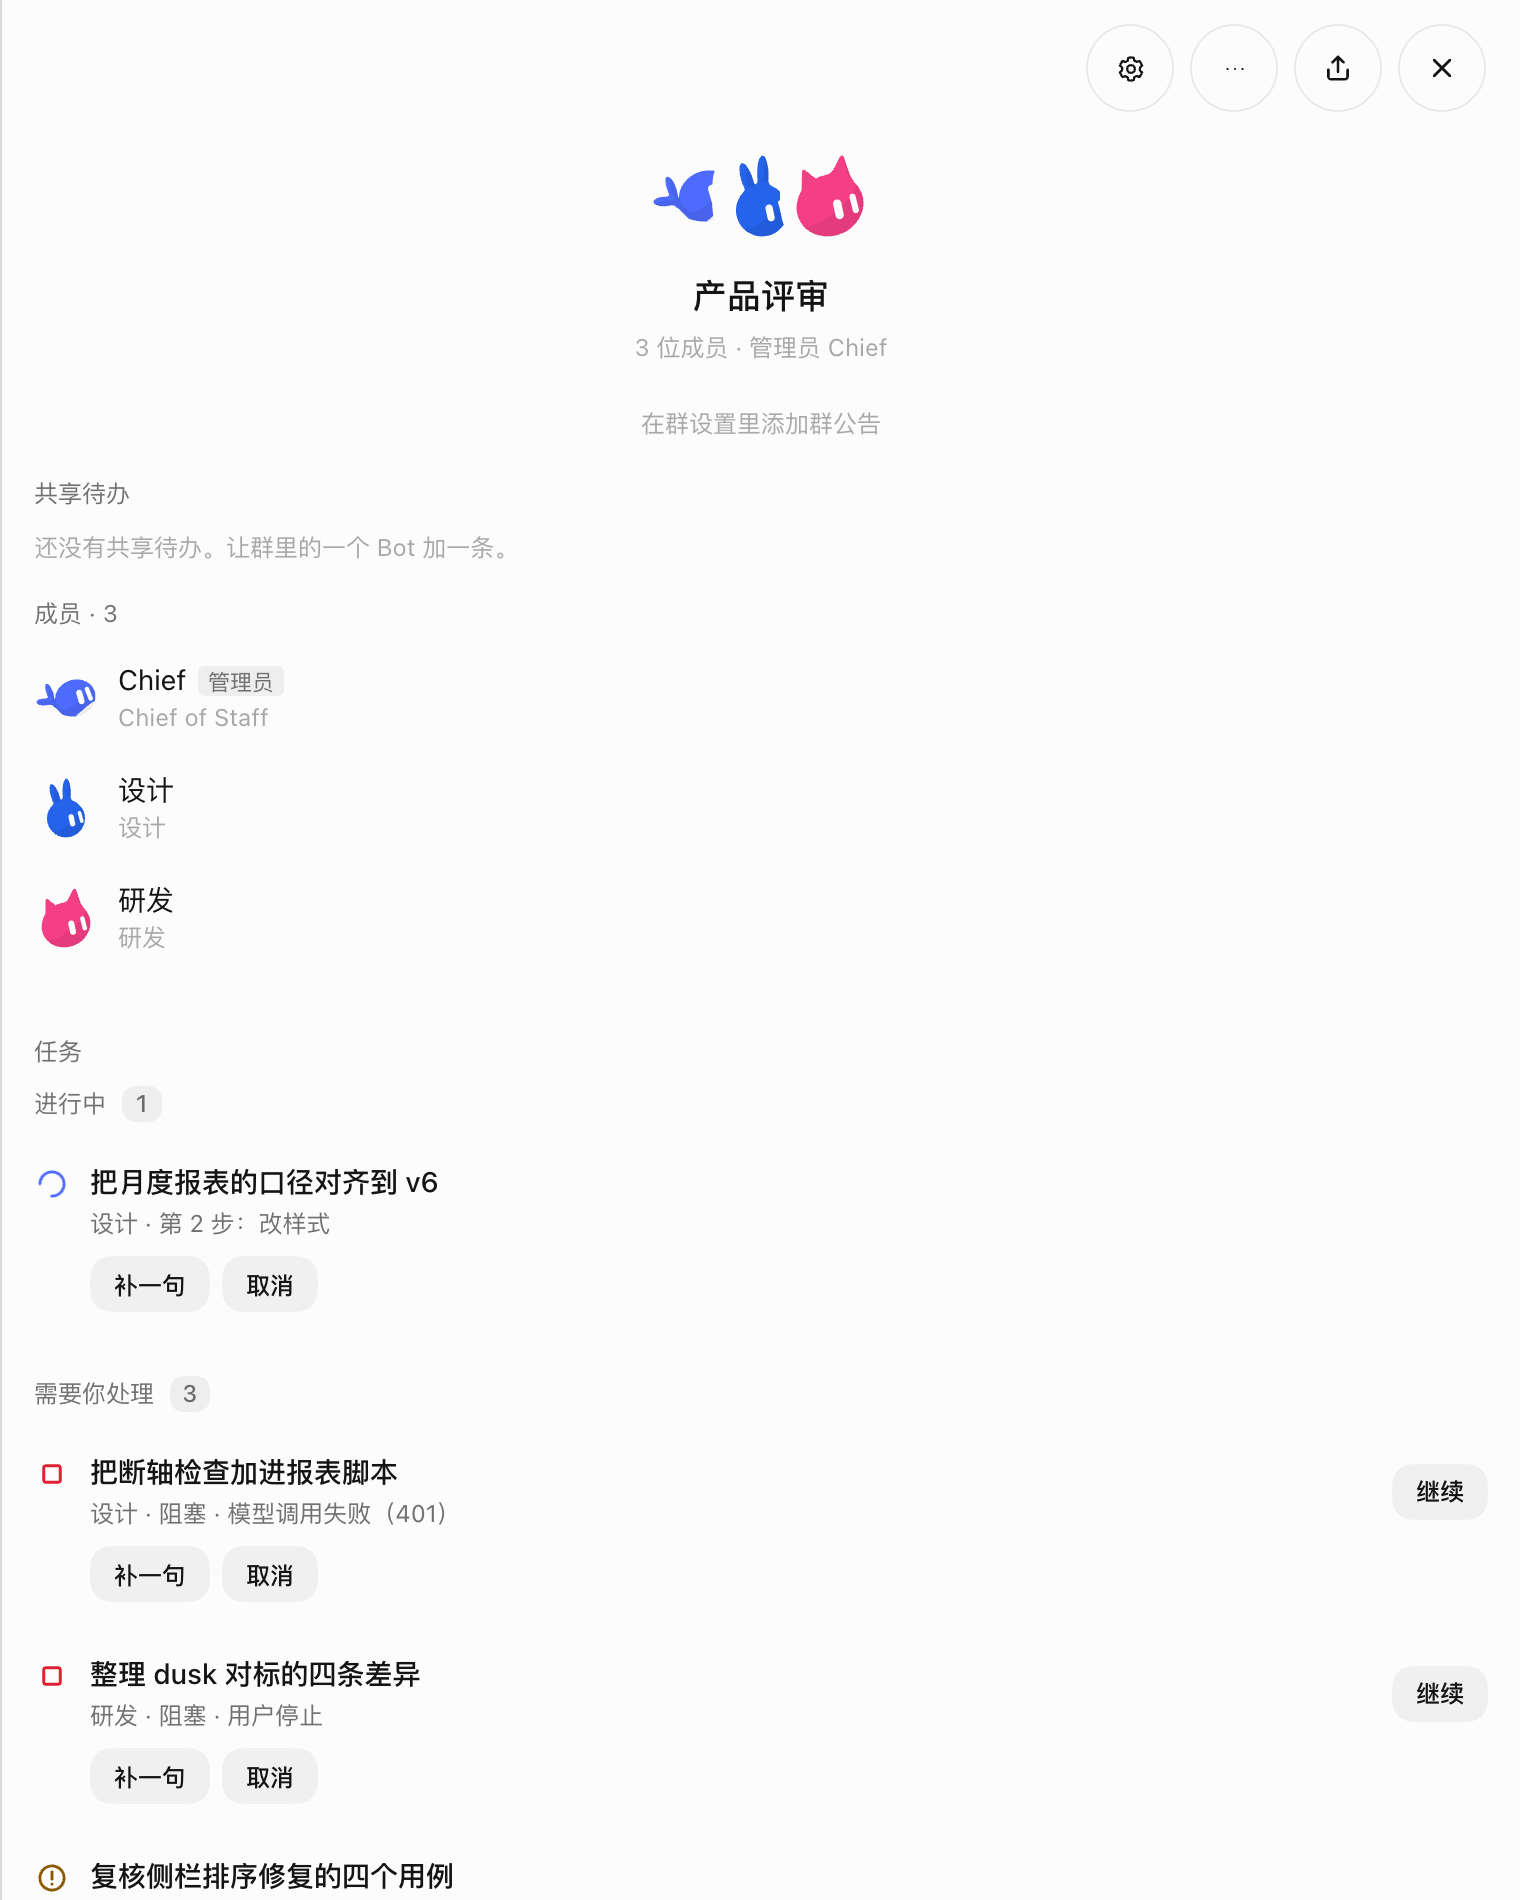 产品评审
3 位成员 · 管理员 Chief
在群设置里添加群公告
共享待办
还没有共享待办。让群里的一个 Bot 加一条。
成员 · 3
Chief 管理员
Chief of Staff
设计
设计
研发
研发
任务
进行中 1
把月度报表的口径对齐到 v6
设计 · 第 2 步：改样式
补一句 取消
需要你处理 3
把断轴检查加进报表脚本
设计 · 阻塞 · 模型调用失败（401）
继续
补一句 取消
整理 dusk 对标的四条差异
研发 · 阻塞 · 用户停止
继续
补一句 取消
复核侧栏排序修复的四个用例